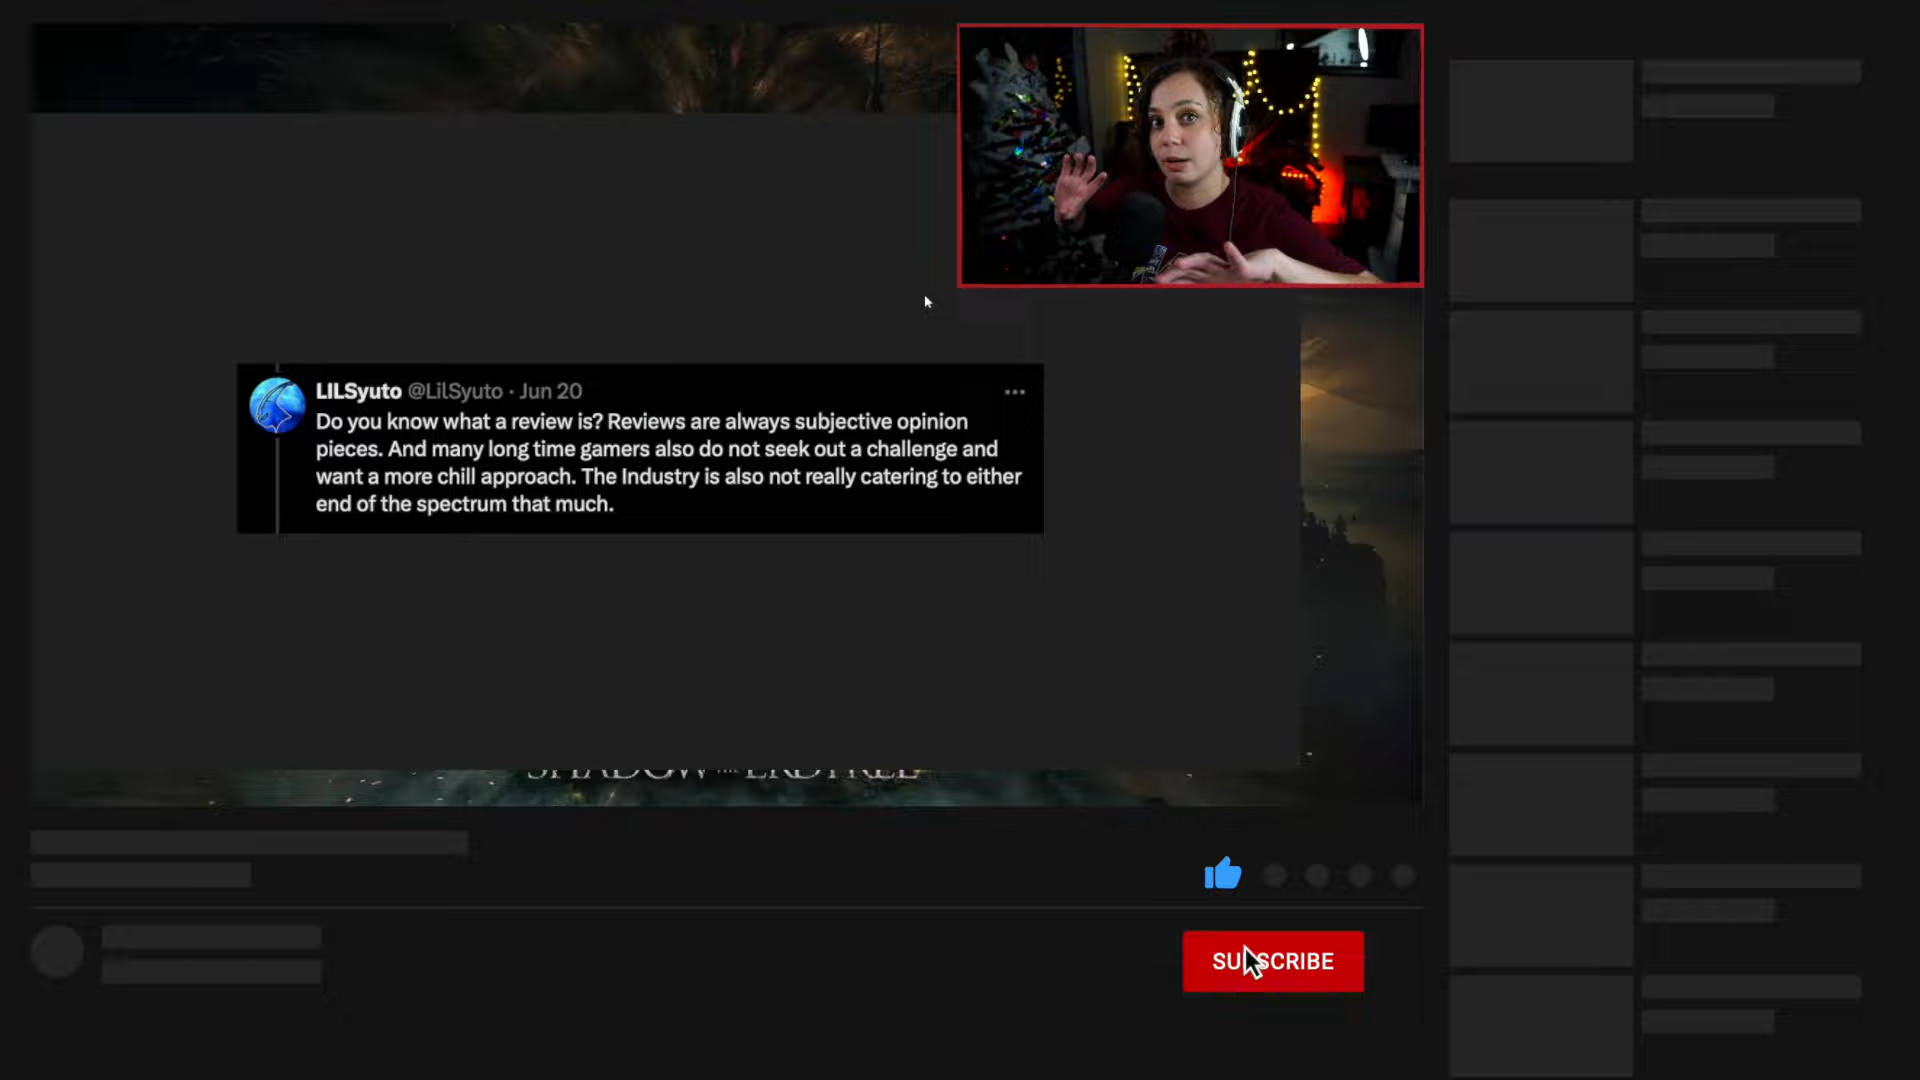 LILSyuto @LilSyuto · Jun 20
Do you know what a review is? Reviews are always subjective opinion
pieces. And many long time gamers also do not seek out a challenge and
want a more chill approach. The Industry is also not really catering to either
end of the spectrum that much.
SHADOW OF THE ERDTREE
SUBSCRIBE